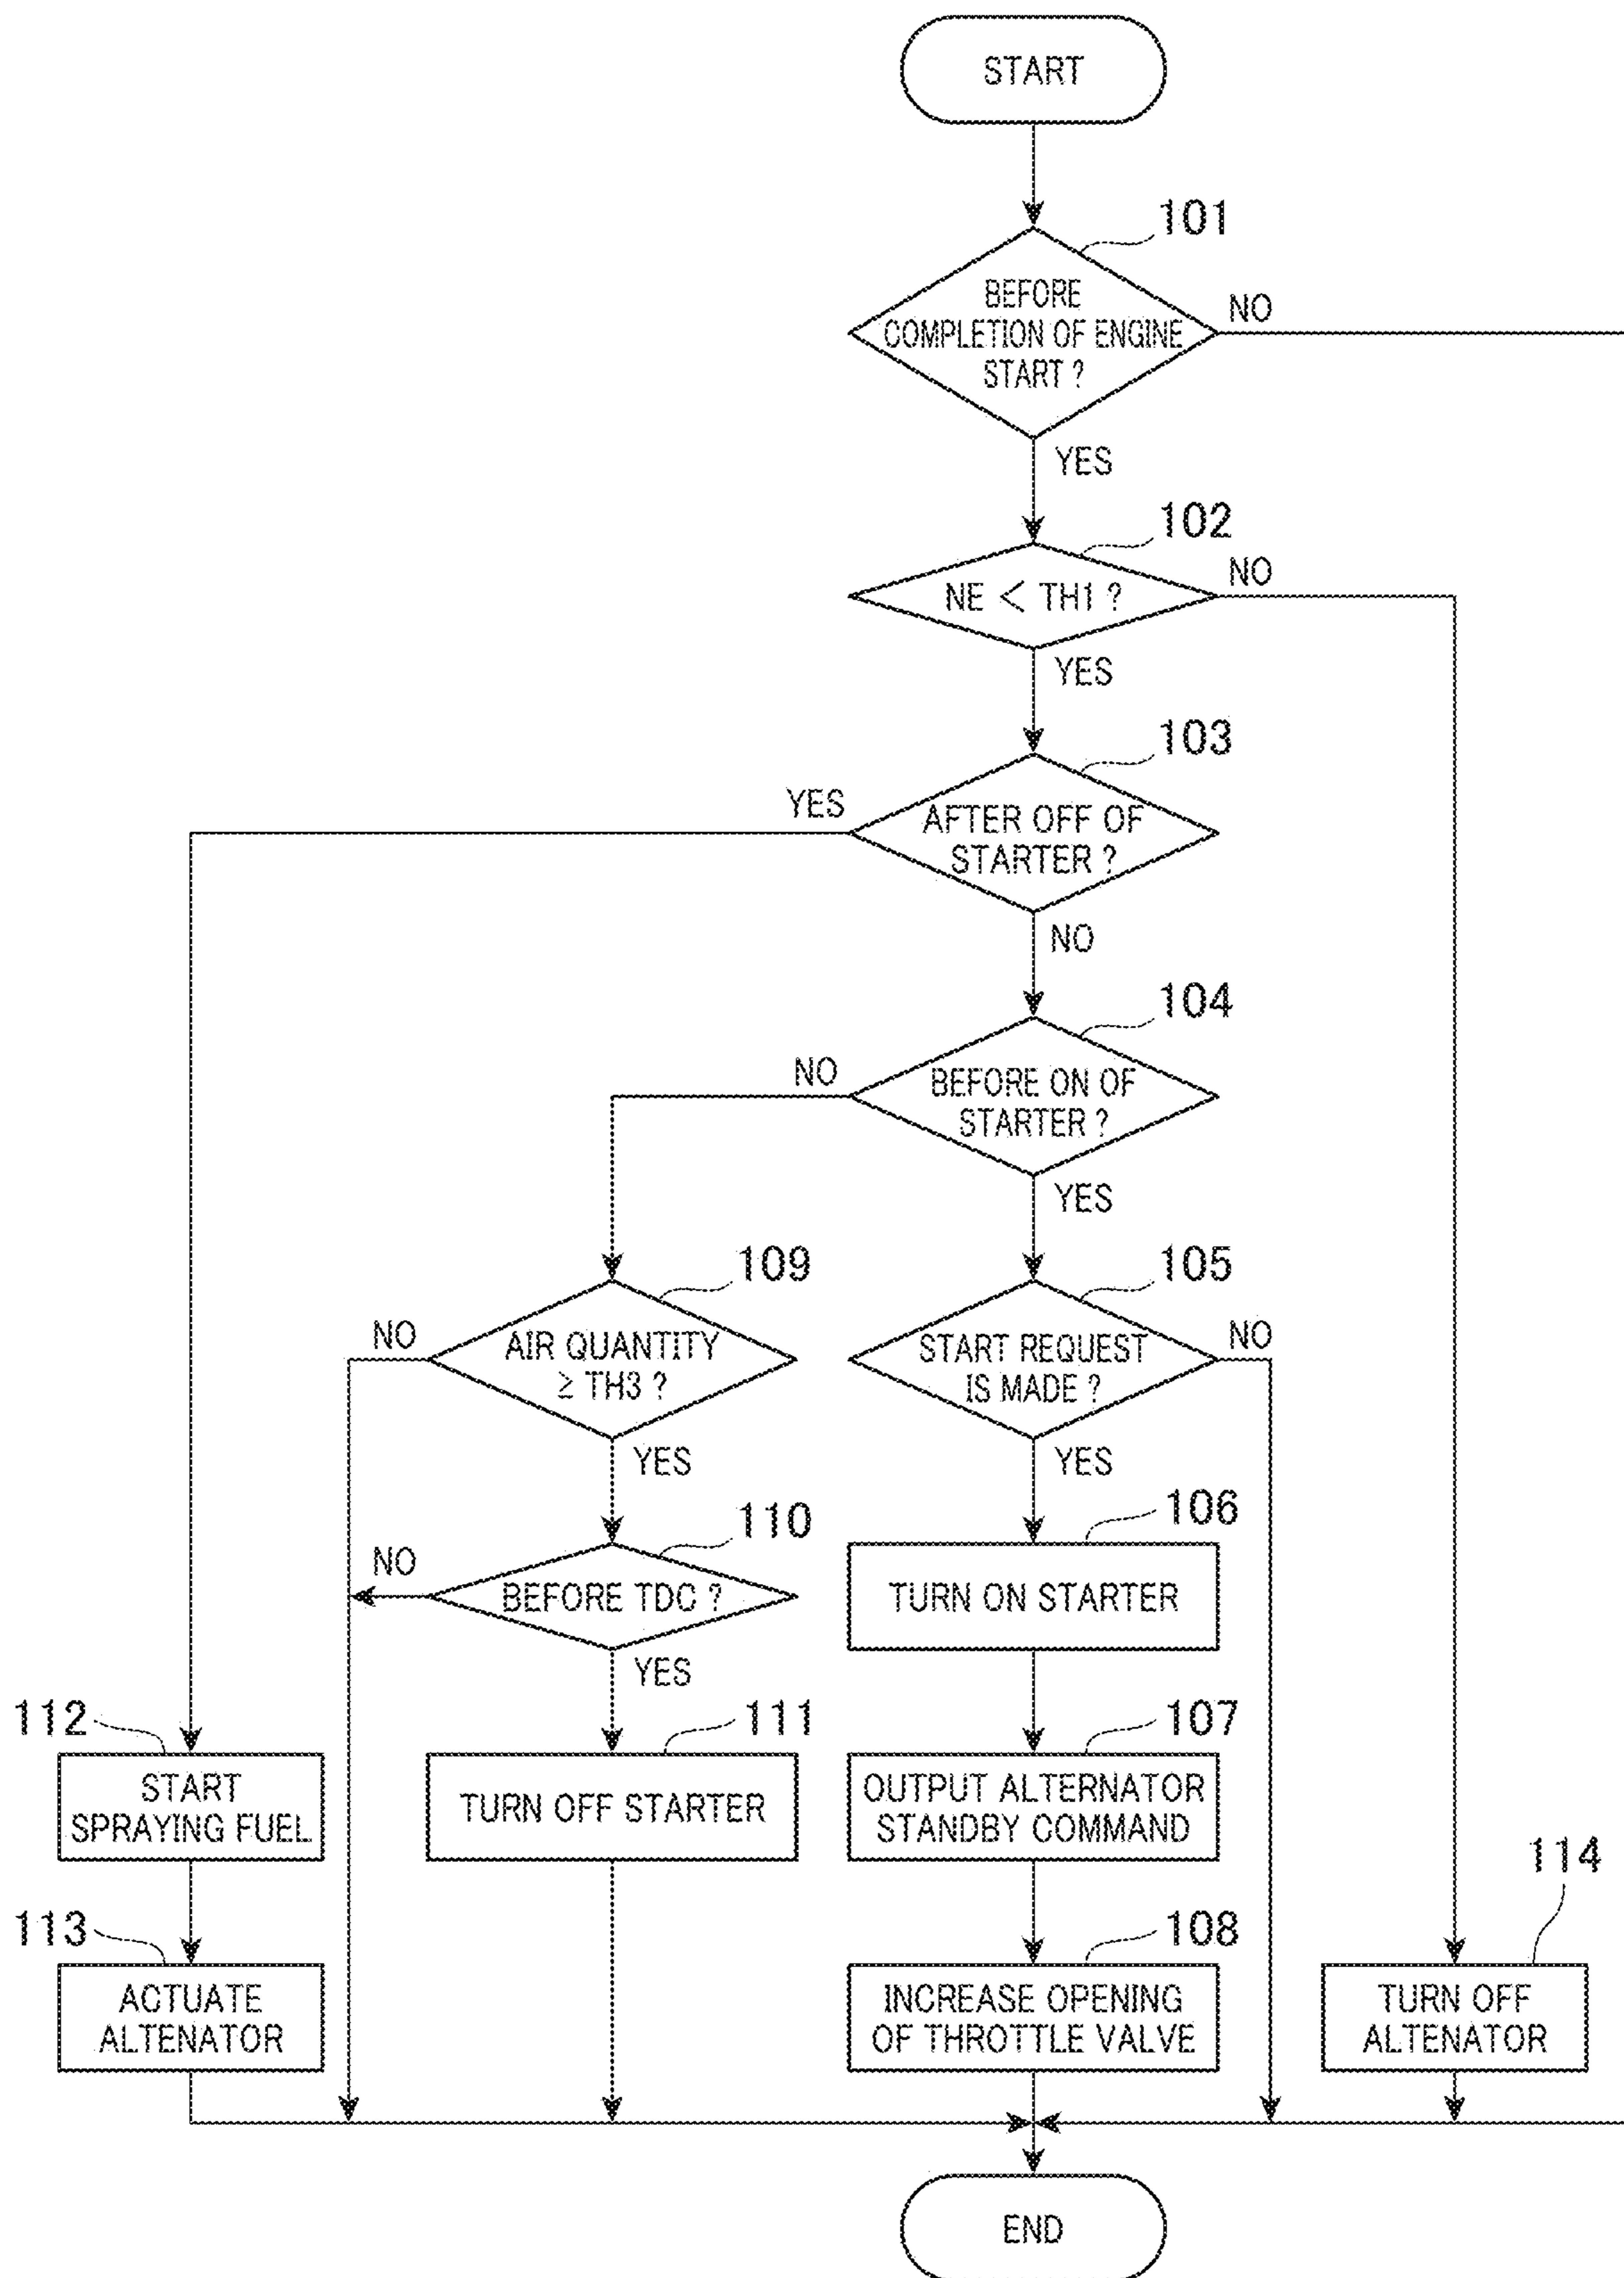 START
101
BEFORE
COMPLETION OF ENGINE
START ?
NO
YES
102
NE < TH1 ?
NO
YES
103
YES
AFTER OFF OF
STARTER ?
NO
104
NO
BEFORE ON OF
STARTER ?
YES
109
105
NO
AIR QUANTITY
≥ TH3 ?
START REQUEST
IS MADE ?
NO
YES
YES
110
106
NO
BEFORE TDC ?
TURN ON STARTER
YES
112
111
107
START
SPRAYING FUEL
TURN OFF STARTER
OUTPUT ALTERNATOR
STANDBY COMMAND
114
113
108
ACTUATE
ALTENATOR
INCREASE OPENING
OF THROTTLE VALVE
TURN OFF
ALTENATOR
END